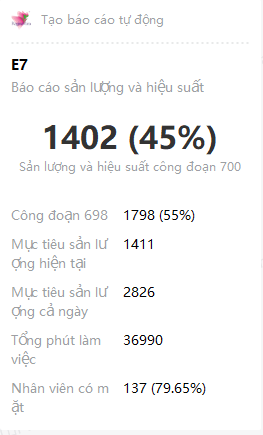 Tạo báo cáo tự động
E7
Báo cáo sản lượng và hiệu suất
1402 (45%)
Sản lượng và hiệu suất công đoạn 700
Công đoạn 698 1798 (55%)
Mục tiêu sản lư 1411
ợng hiện tại
Mục tiêu sản lư 2826
ợng cả ngày
Tổng phút làm 36990
việc
Nhân viên có m 137 (79.65%)
ặt